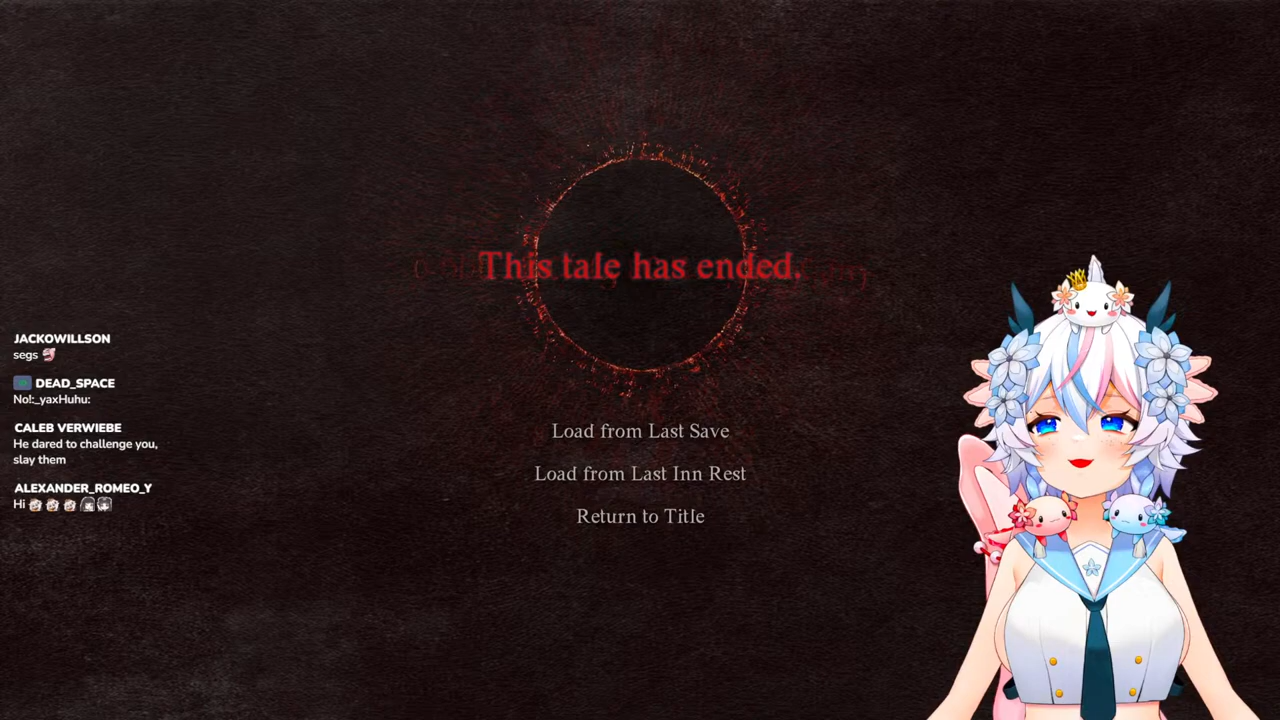 This tale has ended.
Load from Last Save
Load from Last Inn Rest
Return to Title
JACKOWILLSON
segs
DEAD_SPACE
No!:_yaxHuhu:
CALEB VERWIEBE
He dared to challenge you,
slay them
ALEXANDER_ROMEO_Y
Hi